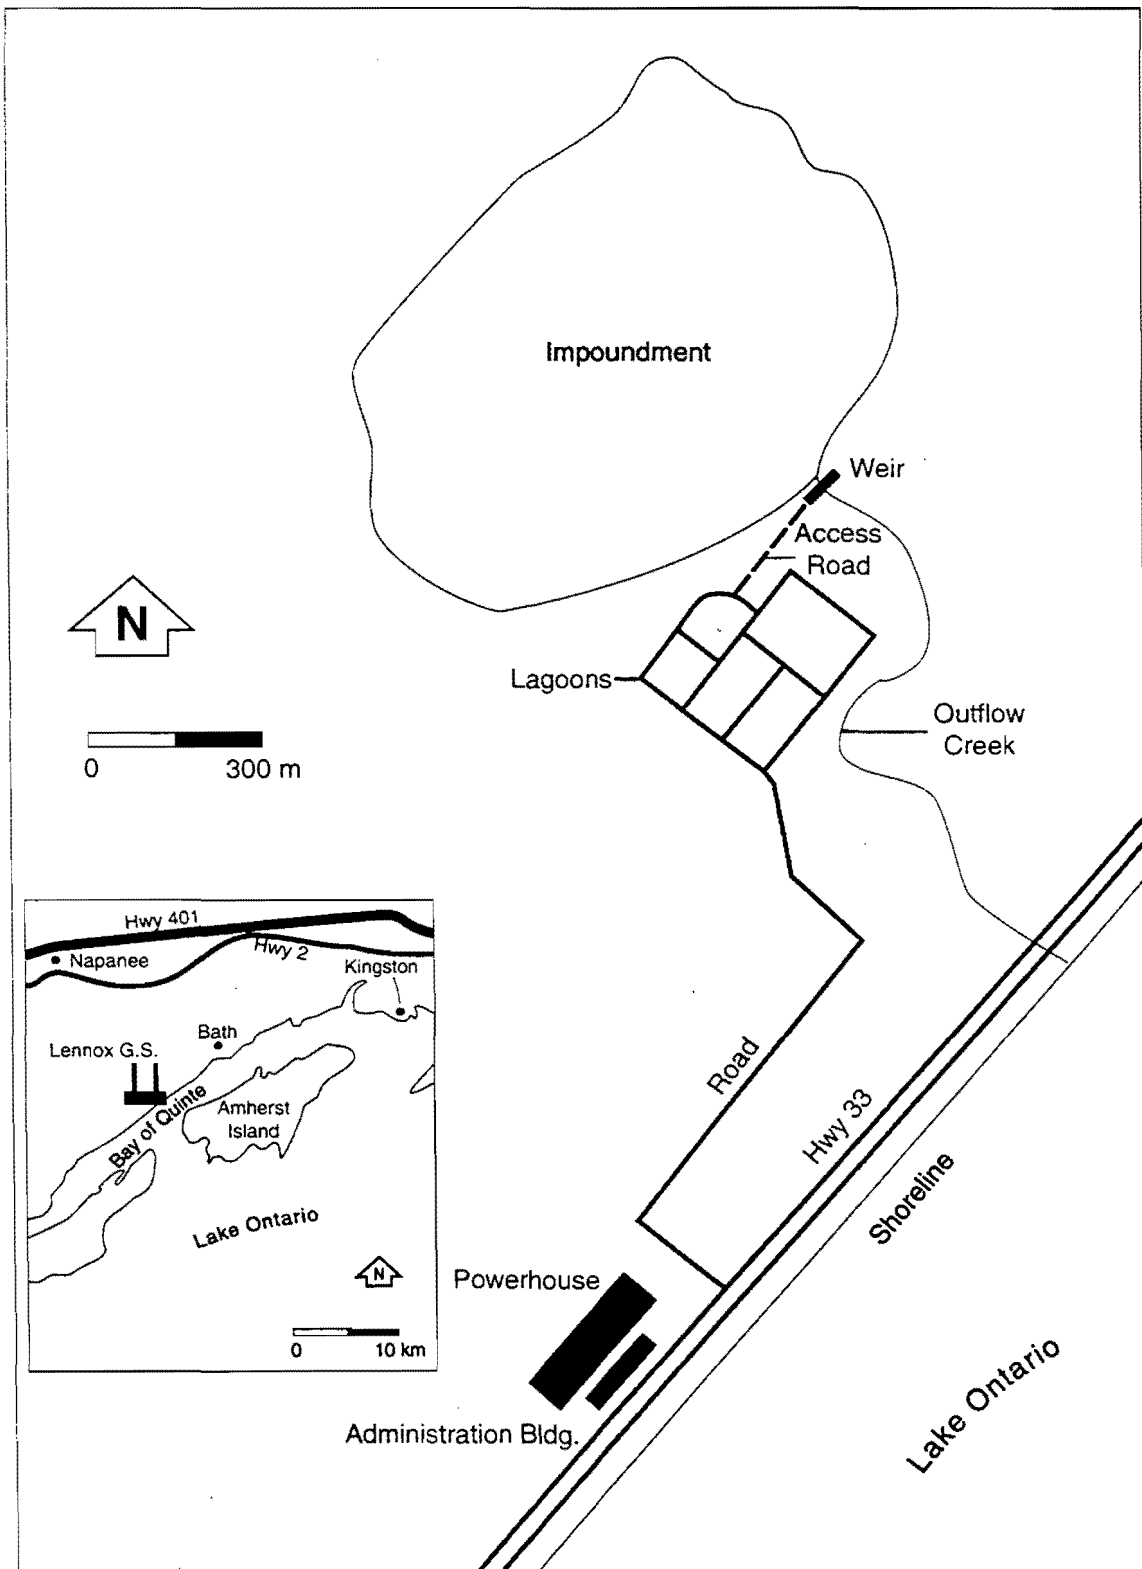 Impoundment
Weir
Access
Road
N
Lagoons
Outflow
Creek
0 300 m
Hwy 401
Hwy 2
Napanee
Kingston
Bath
Lennox G.S.
Bay of Quinte
Amherst
Island
Lake Ontario
N
0 10 km
Road
Hwy 33
Shoreline
Powerhouse
Administration Bldg.
Lake Ontario